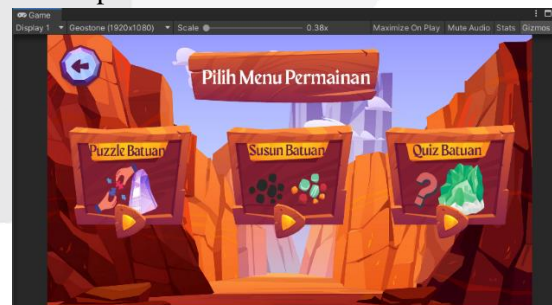 Game
Display 1 Geostone (1920x1080) Scale 0.38x Maximize On Play Mute Audio Stats Gizmos
Pilih Menu Permainan
Puzzle Batuan
Susun Batuan
Quiz Batuan
?